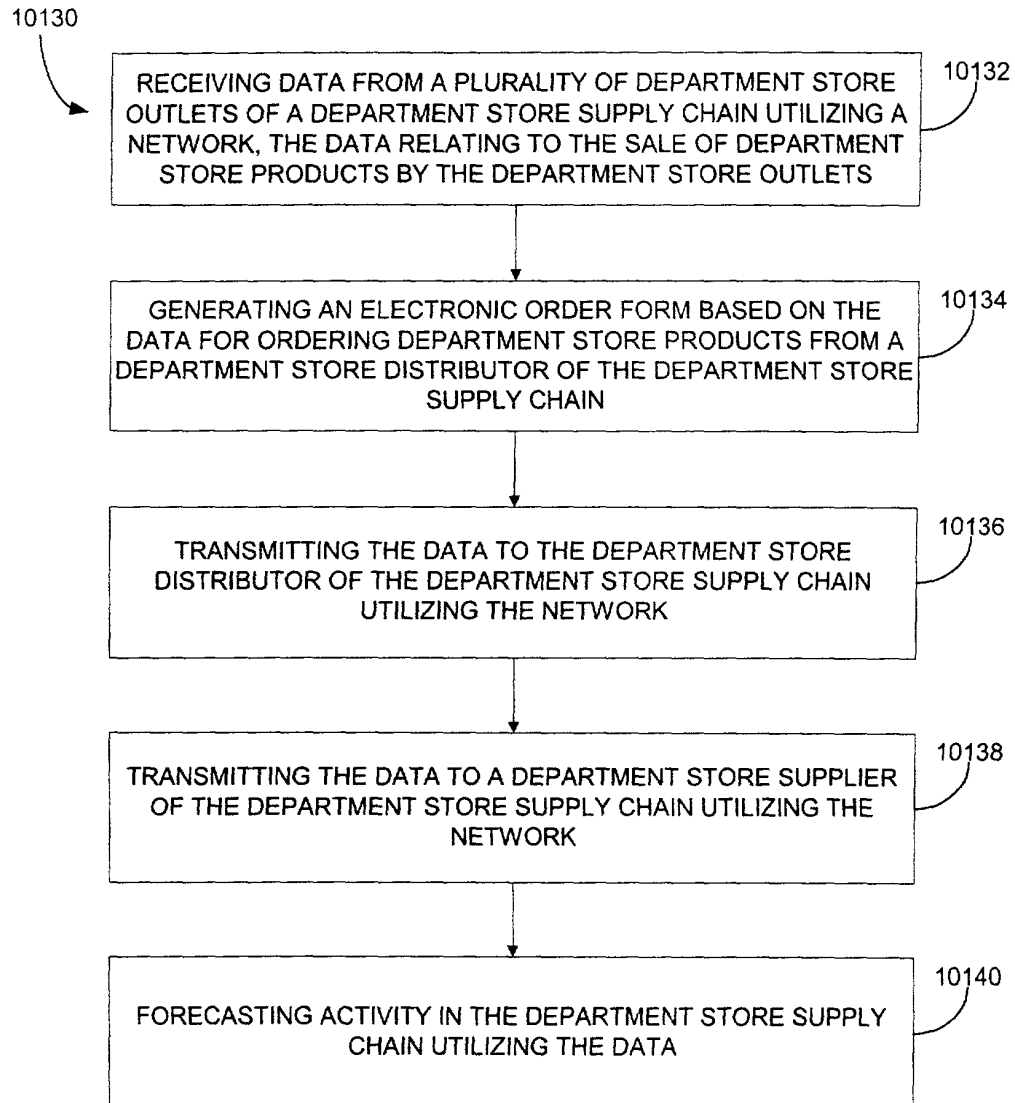 10130
RECEIVING DATA FROM A PLURALITY OF DEPARTMENT STORE
OUTLETS OF A DEPARTMENT STORE SUPPLY CHAIN UTILIZING A
NETWORK, THE DATA RELATING TO THE SALE OF DEPARTMENT
STORE PRODUCTS BY THE DEPARTMENT STORE OUTLETS
10132
GENERATING AN ELECTRONIC ORDER FORM BASED ON THE
DATA FOR ORDERING DEPARTMENT STORE PRODUCTS FROM A
DEPARTMENT STORE DISTRIBUTOR OF THE DEPARTMENT STORE
SUPPLY CHAIN
10134
TRANSMITTING THE DATA TO THE DEPARTMENT STORE
DISTRIBUTOR OF THE DEPARTMENT STORE SUPPLY CHAIN
UTILIZING THE NETWORK
10136
TRANSMITTING THE DATA TO A DEPARTMENT STORE SUPPLIER
OF THE DEPARTMENT STORE SUPPLY CHAIN UTILIZING THE
NETWORK
10138
FORECASTING ACTIVITY IN THE DEPARTMENT STORE SUPPLY
CHAIN UTILIZING THE DATA
10140